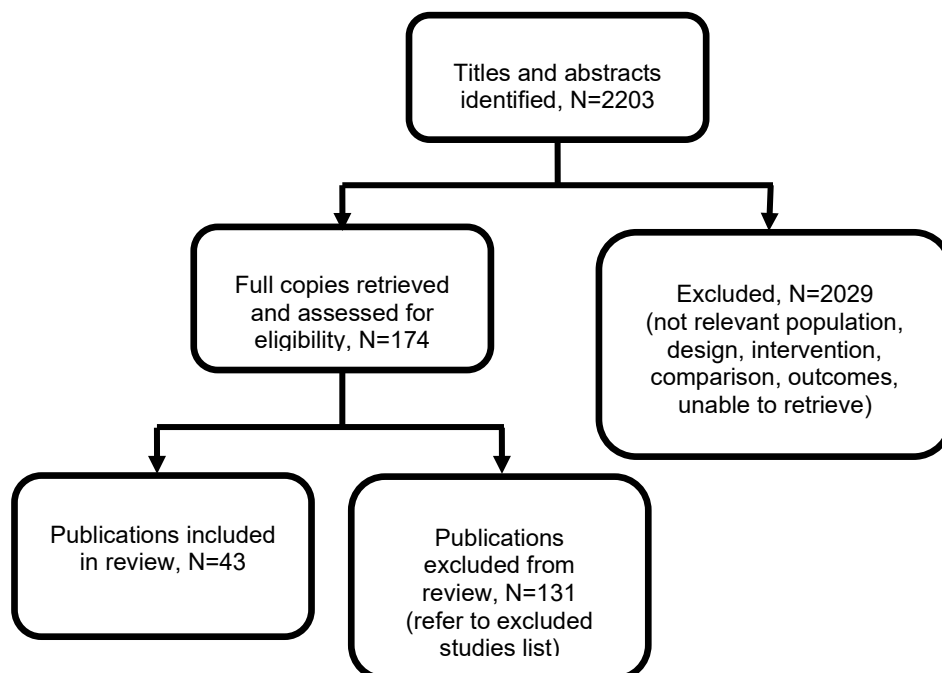 Titles and abstracts
identified, N=2203
Full copies retrieved
and assessed for
eligibility, N=174
Excluded, N=2029
(not relevant population,
design, intervention,
comparison, outcomes,
unable to retrieve)
Publications included
in review, N=43
Publications
excluded from
review, N=131
(refer to excluded
studies list)